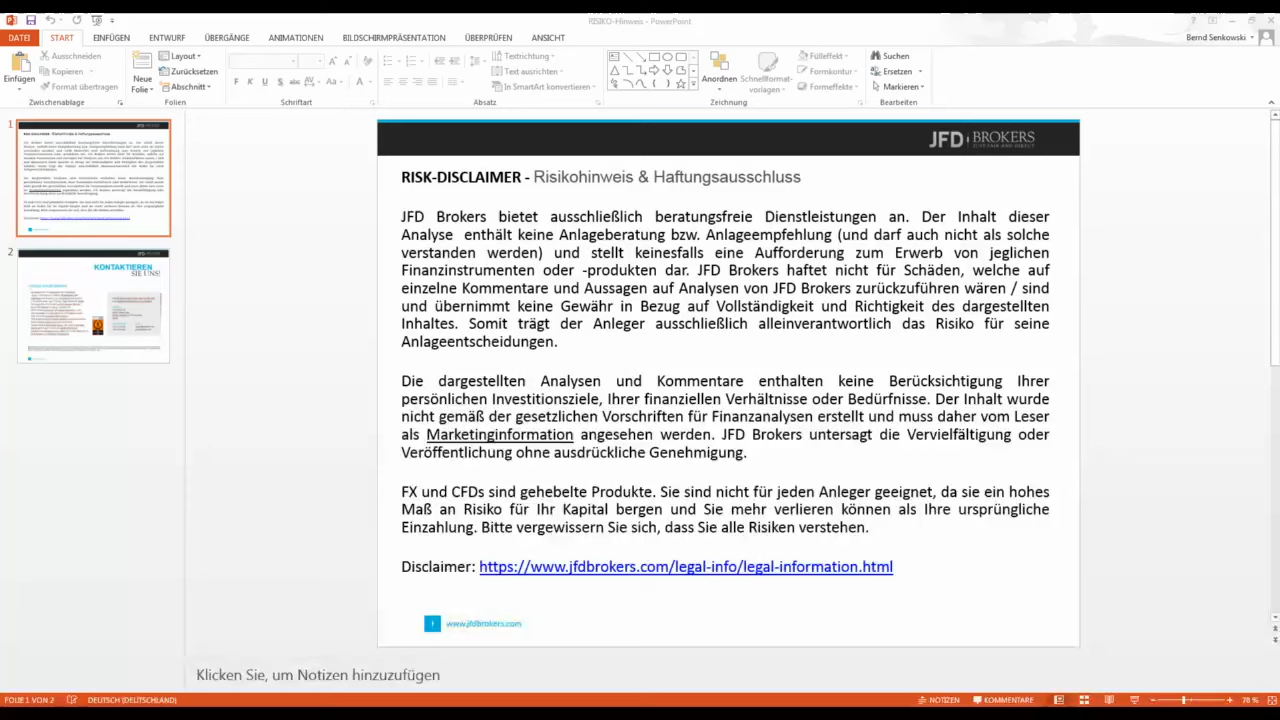 RISIKO-Hinweis - PowerPoint
DATEI START EINFÜGEN ENTWURF ÜBERGÄNGE ANIMATIONEN BILDSCHIRMPRÄSENTATION ÜBERPRÜFEN ANSICHT Bernd Senkowski
Einfügen
Ausschneiden
Kopieren
Format übertragen
Zwischenablage
Neue Folie
Layout
Zurücksetzen
Abschnitt
Folien
F K U S abc AV Aa A
Schriftart
Textrichtung
Text ausrichten
In SmartArt konvertieren
Absatz
Anordnen
Schnellformat-
vorlagen
Fülleffekt
Formkontur
Formeffekte
Zeichnung
Suchen
Ersetzen
Markieren
Bearbeiten
1
2
KONTAKTIEREN
SIE UNS!
JFD BROKERS
JUST FAIR AND DIRECT
RISK-DISCLAIMER - Risikohinweis & Haftungsausschuss
JFD Brokers bietet ausschließlich beratungsfreie Dienstleistungen an. Der Inhalt dieser
Analyse enthält keine Anlageberatung bzw. Anlageempfehlung (und darf auch nicht als solche
verstanden werden) und stellt keinesfalls eine Aufforderung zum Erwerb von jeglichen
Finanzinstrumenten oder -produkten dar. JFD Brokers haftet nicht für Schäden, welche auf
einzelne Kommentare und Aussagen auf Analysen von JFD Brokers zurückzuführen wären / sind
und übernimmt keine Gewähr in Bezug auf Vollständigkeit und Richtigkeit des dargestellten
Inhaltes. Somit trägt der Anleger ausschließlich alleinverantwortlich das Risiko für seine
Anlageentscheidungen.
Die dargestellten Analysen und Kommentare enthalten keine Berücksichtigung Ihrer
persönlichen Investitionsziele, Ihrer finanziellen Verhältnisse oder Bedürfnisse. Der Inhalt wurde
nicht gemäß der gesetzlichen Vorschriften für Finanzanalysen erstellt und muss daher vom Leser
als Marketinginformation angesehen werden. JFD Brokers untersagt die Vervielfältigung oder
Veröffentlichung ohne ausdrückliche Genehmigung.
FX und CFDs sind gehebelte Produkte. Sie sind nicht für jeden Anleger geeignet, da sie ein hohes
Maß an Risiko für Ihr Kapital bergen und Sie mehr verlieren können als Ihre ursprüngliche
Einzahlung. Bitte vergewissern Sie sich, dass Sie alle Risiken verstehen.
Disclaimer: https://www.jfdbrokers.com/legal-info/legal-information.html
www.jfdbrokers.com
Klicken Sie, um Notizen hinzuzufügen
FOLIE 1 VON 2 DEUTSCH (DEUTSCHLAND) NOTIZEN KOMMENTARE 78 %